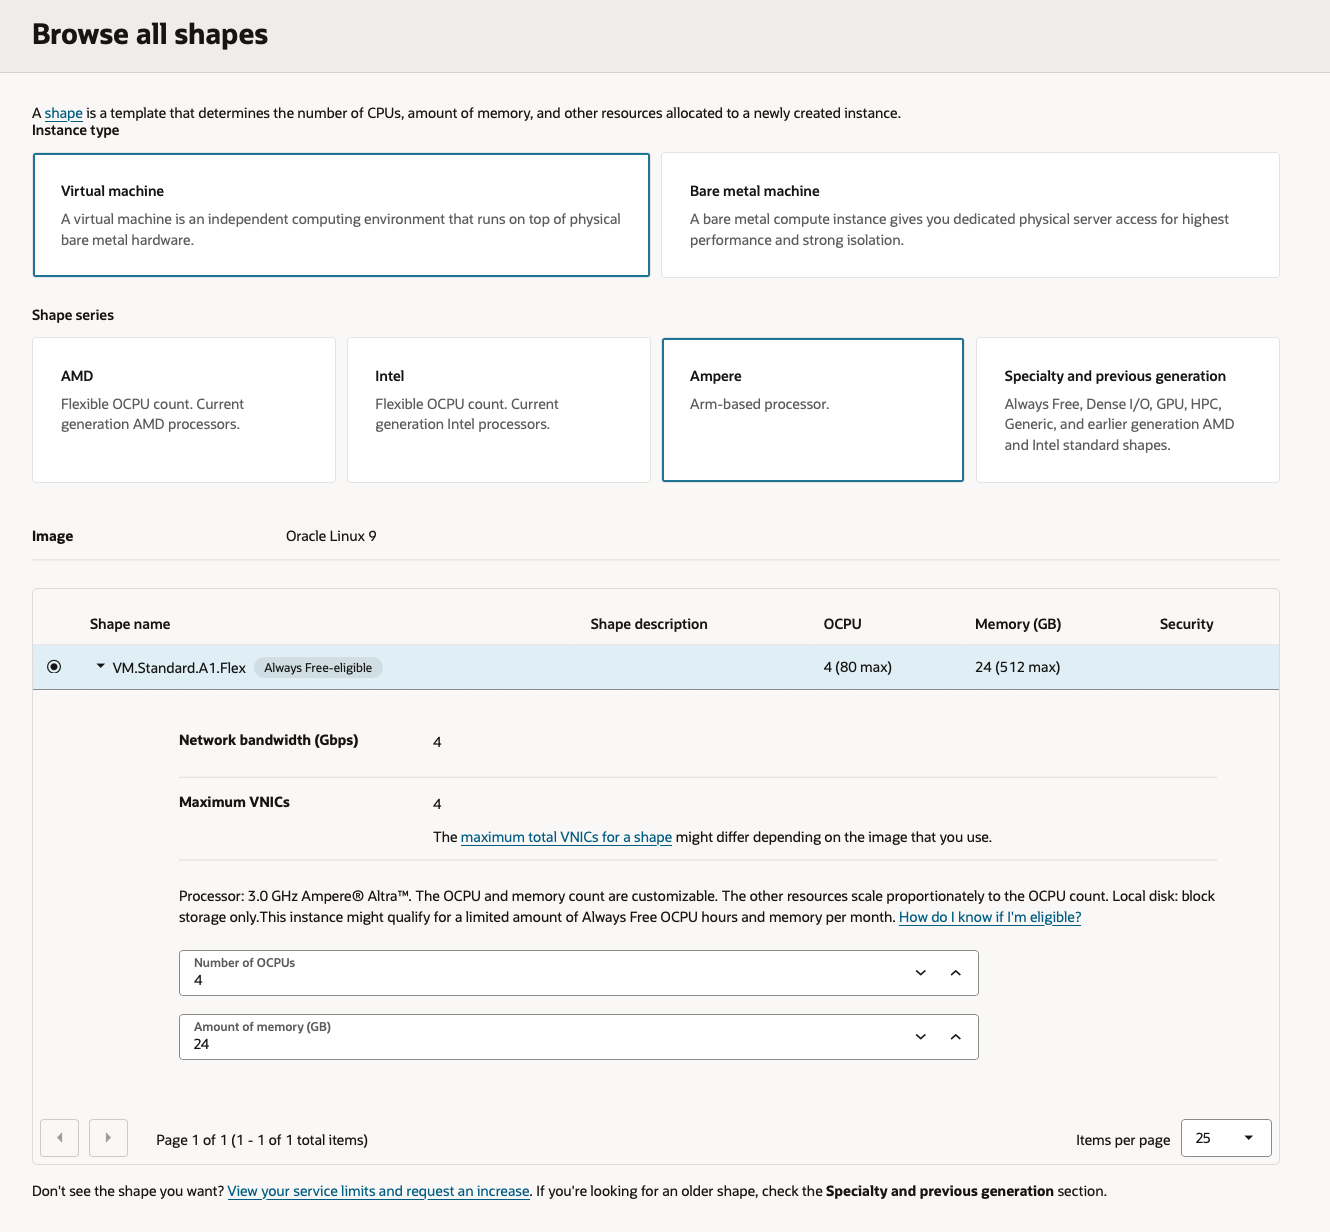 Browse all shapes
A shape is a template that determines the number of CPUs, amount of memory, and other resources allocated to a newly created instance.
Instance type
Virtual machine
A virtual machine is an independent computing environment that runs on top of physical
bare metal hardware.
Bare metal machine
A bare metal compute instance gives you dedicated physical server access for highest
performance and strong isolation.
Shape series
AMD
Flexible OCPU count. Current
generation AMD processors.
Intel
Flexible OCPU count. Current
generation Intel processors.
Ampere
Arm-based processor.
Specialty and previous generation
Always Free, Dense I/O, GPU, HPC,
Generic, and earlier generation AMD
and Intel standard shapes.
Image Oracle Linux 9
Shape name Shape description OCPU Memory (GB) Security
VM.Standard.A1.Flex Always Free-eligible 4 (80 max) 24 (512 max)
Network bandwidth (Gbps) 4
Maximum VNICs 4
The maximum total VNICs for a shape might differ depending on the image that you use.
Processor: 3.0 GHz Ampere® Altra™. The OCPU and memory count are customizable. The other resources scale proportionately to the OCPU count. Local disk: block
storage only.This instance might qualify for a limited amount of Always Free OCPU hours and memory per month. How do I know if I'm eligible?
Number of OCPUs
4
Amount of memory (GB)
24
Page 1 of 1 (1 - 1 of 1 total items) Items per page 25
Don't see the shape you want? View your service limits and request an increase. If you're looking for an older shape, check the Specialty and previous generation section.